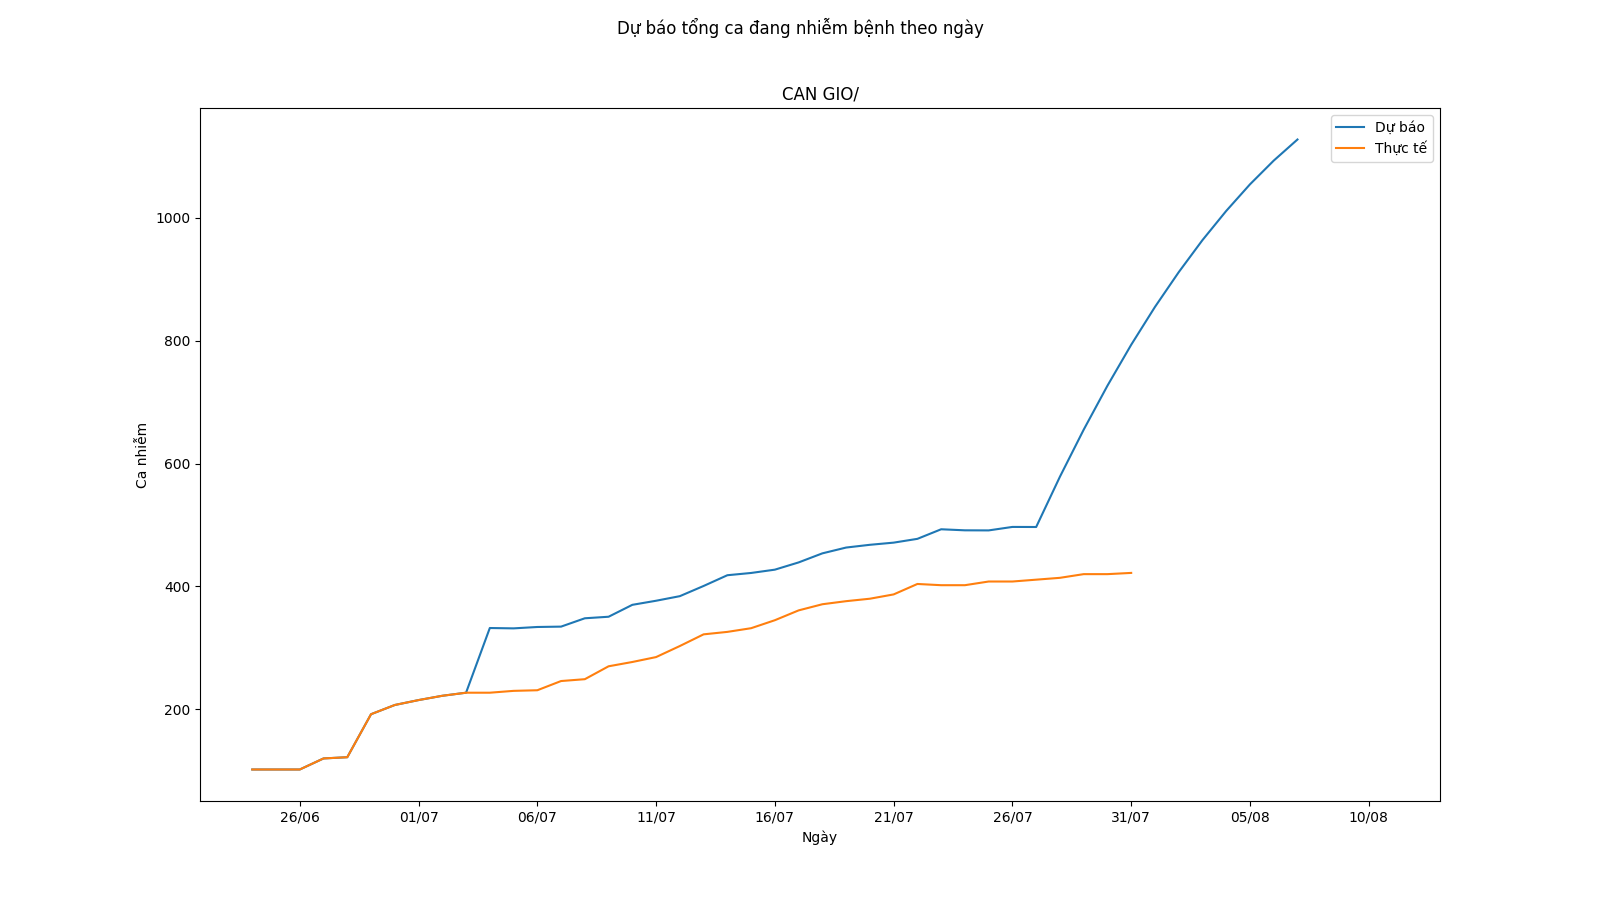 Dự báo tổng ca đang nhiễm bệnh theo ngày
CAN GIO/
Dự báo
Thực tế
1000
800
600
400
200
Ca nhiễm
26/06
01/07
06/07
11/07
16/07
21/07
26/07
31/07
05/08
10/08
Ngày